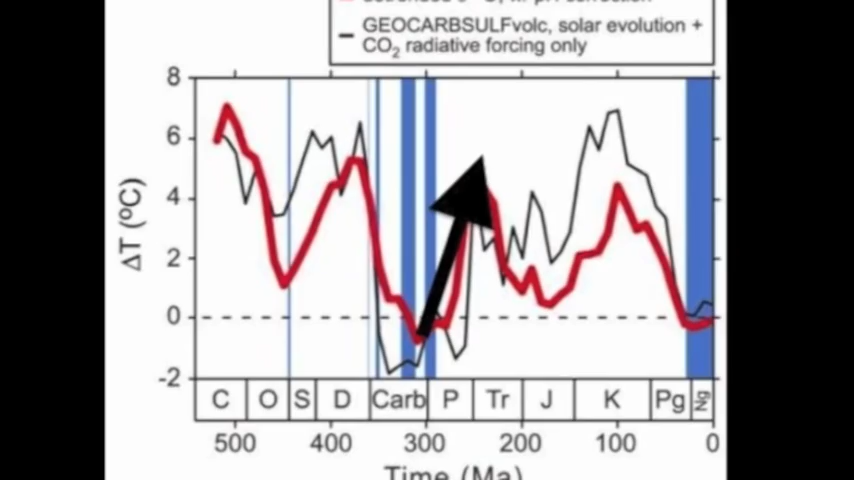 GEOCARBSULFvolc, solar evolution +
CO₂ radiative forcing only
8
6
4
2
0
-2
ΔT (ºC)
C O S D Carb P Tr J K Pg Ng
500 400 300 200 100 0
Time (Ma)